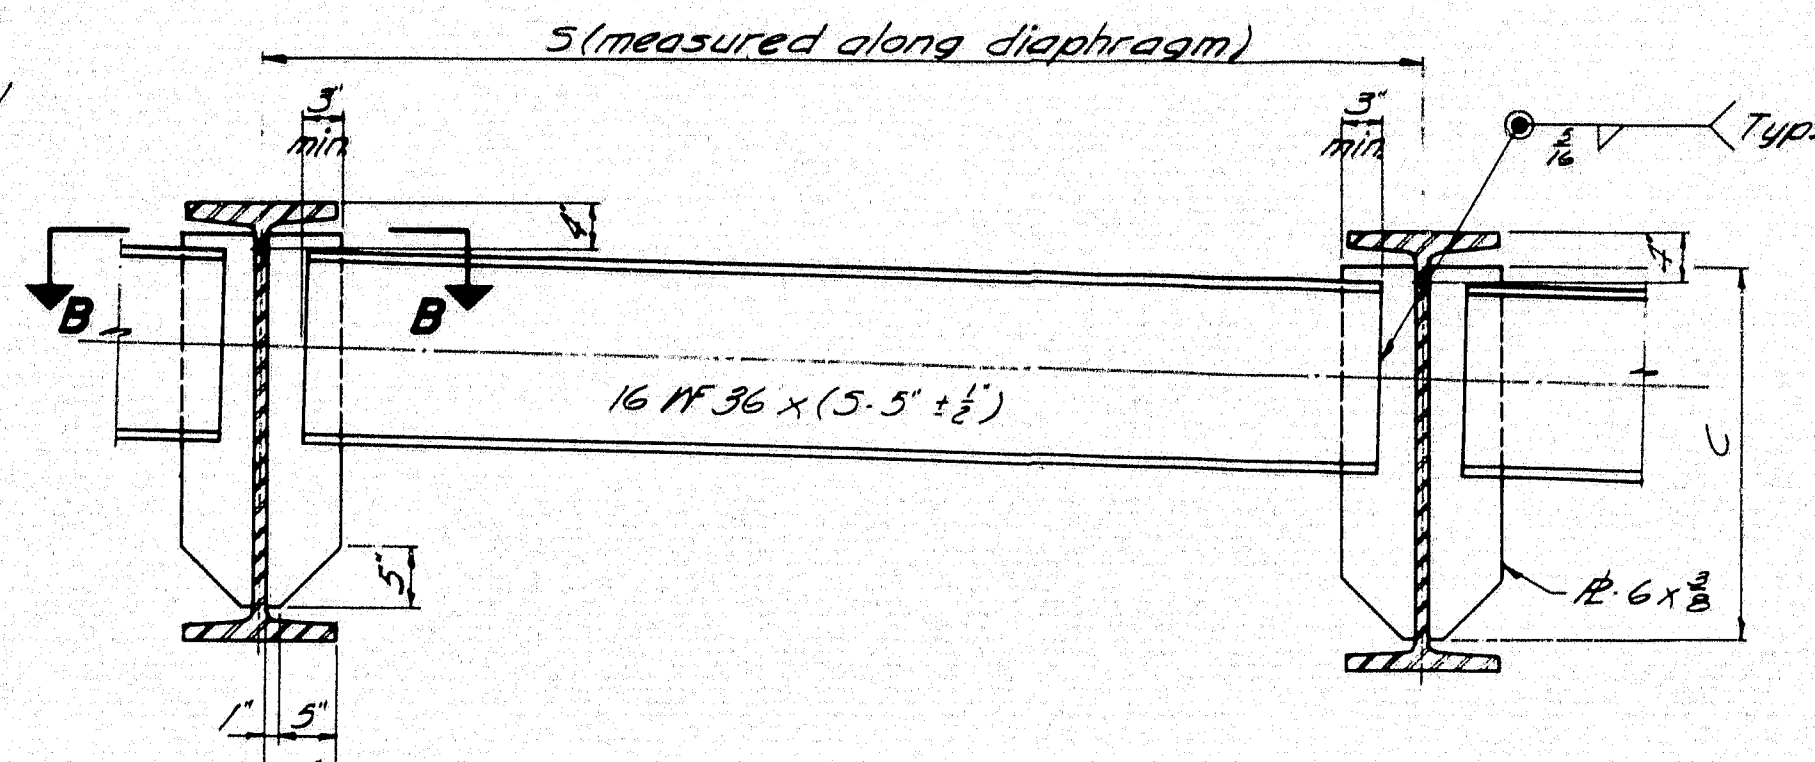 S (measured along diaphragm)
3"
min
3"
min
5/16
Typ.
4"
4"
B
B
16 WF 36 x (S - 5" ± 1/2")
C
5"
PL - 6 x 3/8
1"
5"